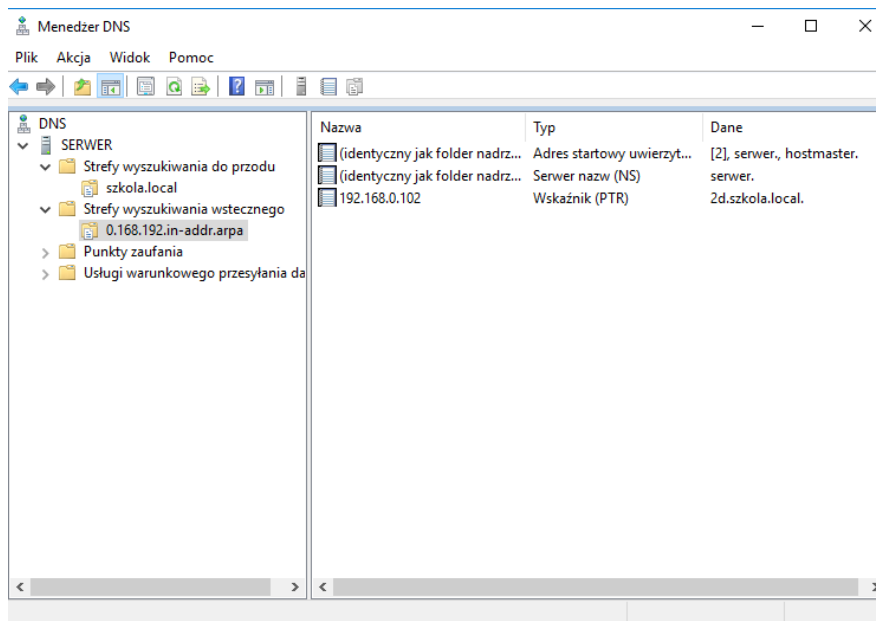 Menedżer DNS
Plik Akcja Widok Pomoc
DNS
SERWER
Strefy wyszukiwania do przodu
szkola.local
Strefy wyszukiwania wstecznego
0.168.192.in-addr.arpa
Punkty zaufania
Usługi warunkowego przesyłania da
Nazwa Typ Dane
(identyczny jak folder nadrz... Adres startowy uwierzyt... [2], serwer., hostmaster.
(identyczny jak folder nadrz... Serwer nazw (NS) serwer.
192.168.0.102 Wskaźnik (PTR) 2d.szkola.local.